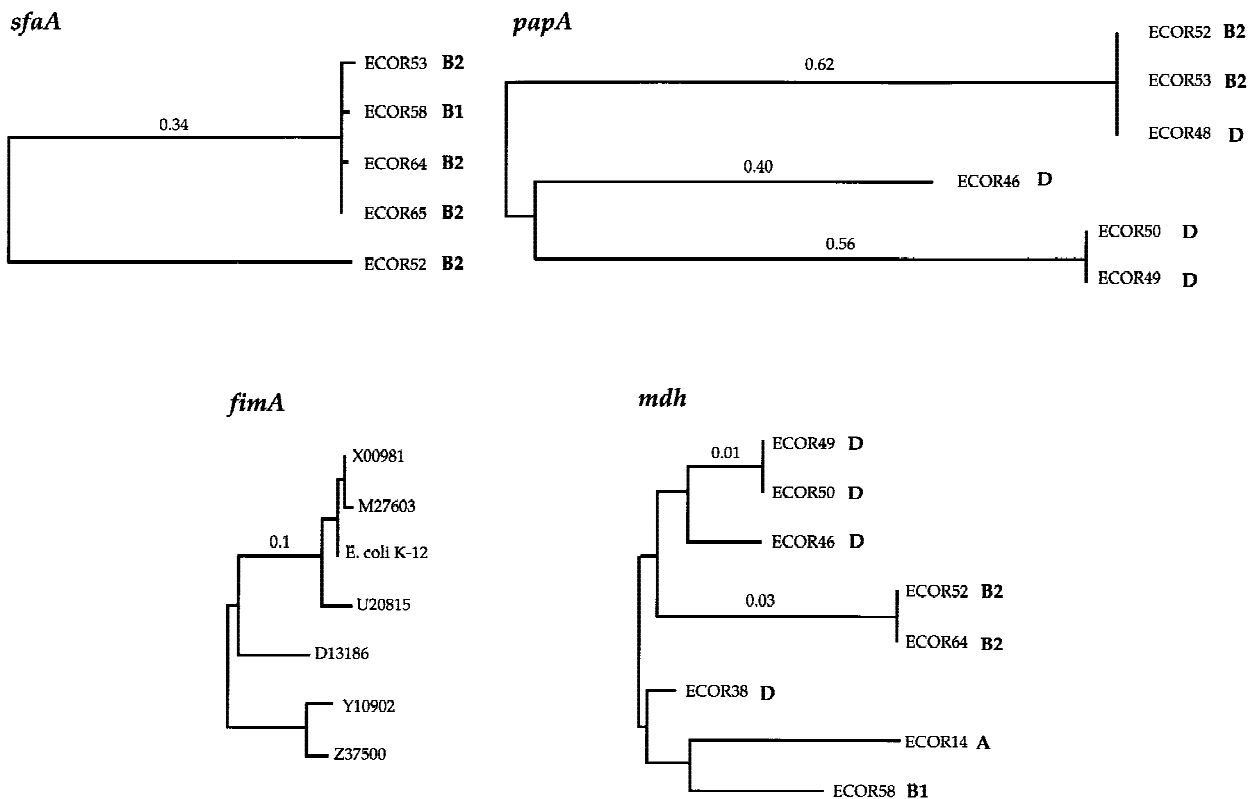 sfaA
ECOR53 B2
ECOR58 B1
0.34
ECOR64 B2
ECOR65 B2
ECOR52 B2
papA
ECOR52 B2
0.62
ECOR53 B2
ECOR48 D
0.40
ECOR46 D
ECOR50 D
0.56
ECOR49 D
fimA
X00981
M27603
0.1
E. coli K-12
U20815
D13186
Y10902
Z37500
mdh
ECOR49 D
0.01
ECOR50 D
ECOR46 D
ECOR52 B2
0.03
ECOR64 B2
ECOR38 D
ECOR14 A
ECOR58 B1